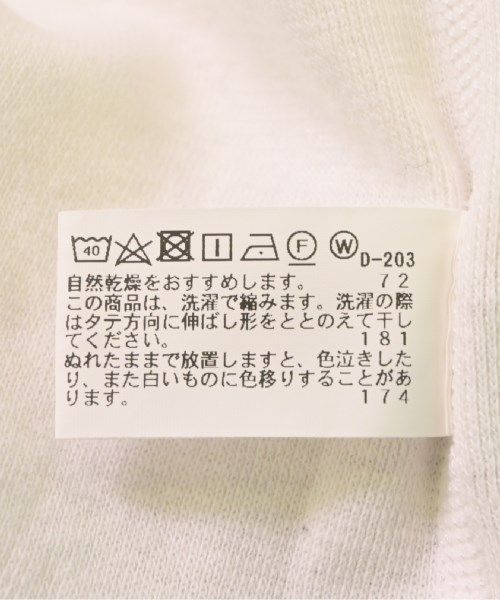 40 F W D-203
自然乾燥をおすすめします。 72
この商品は、洗濯で縮みます。洗濯の際
はタテ方向に伸ばし形をととのえて干し
てください。 181
ぬれたままで放置しますと、色泣きした
り、また白いものに色移りすることがあ
ります。 174